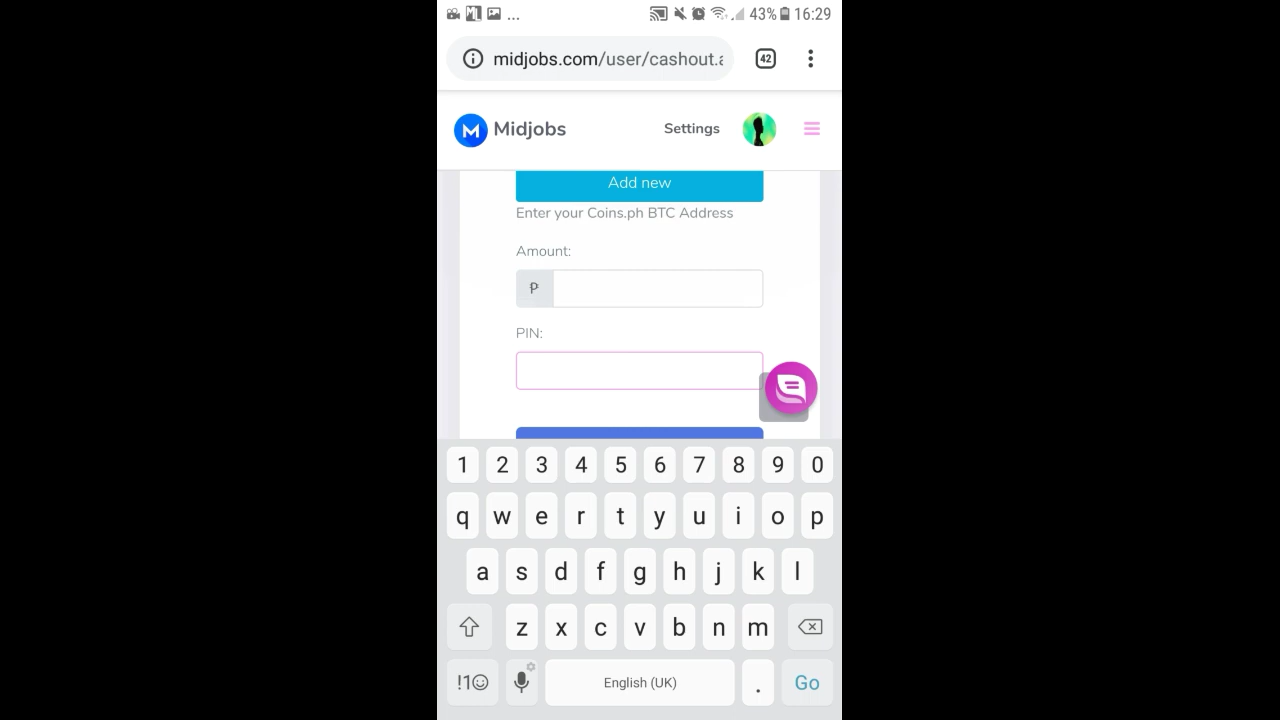 ... 43% 16:29
midjobs.com/user/cashout.a 42
M Midjobs Settings
Add new
Enter your Coins.ph BTC Address
Amount:
₱
PIN:
1 2 3 4 5 6 7 8 9 0
q w e r t y u i o p
a s d f g h j k l
z x c v b n m
!1☺ English (UK) . Go